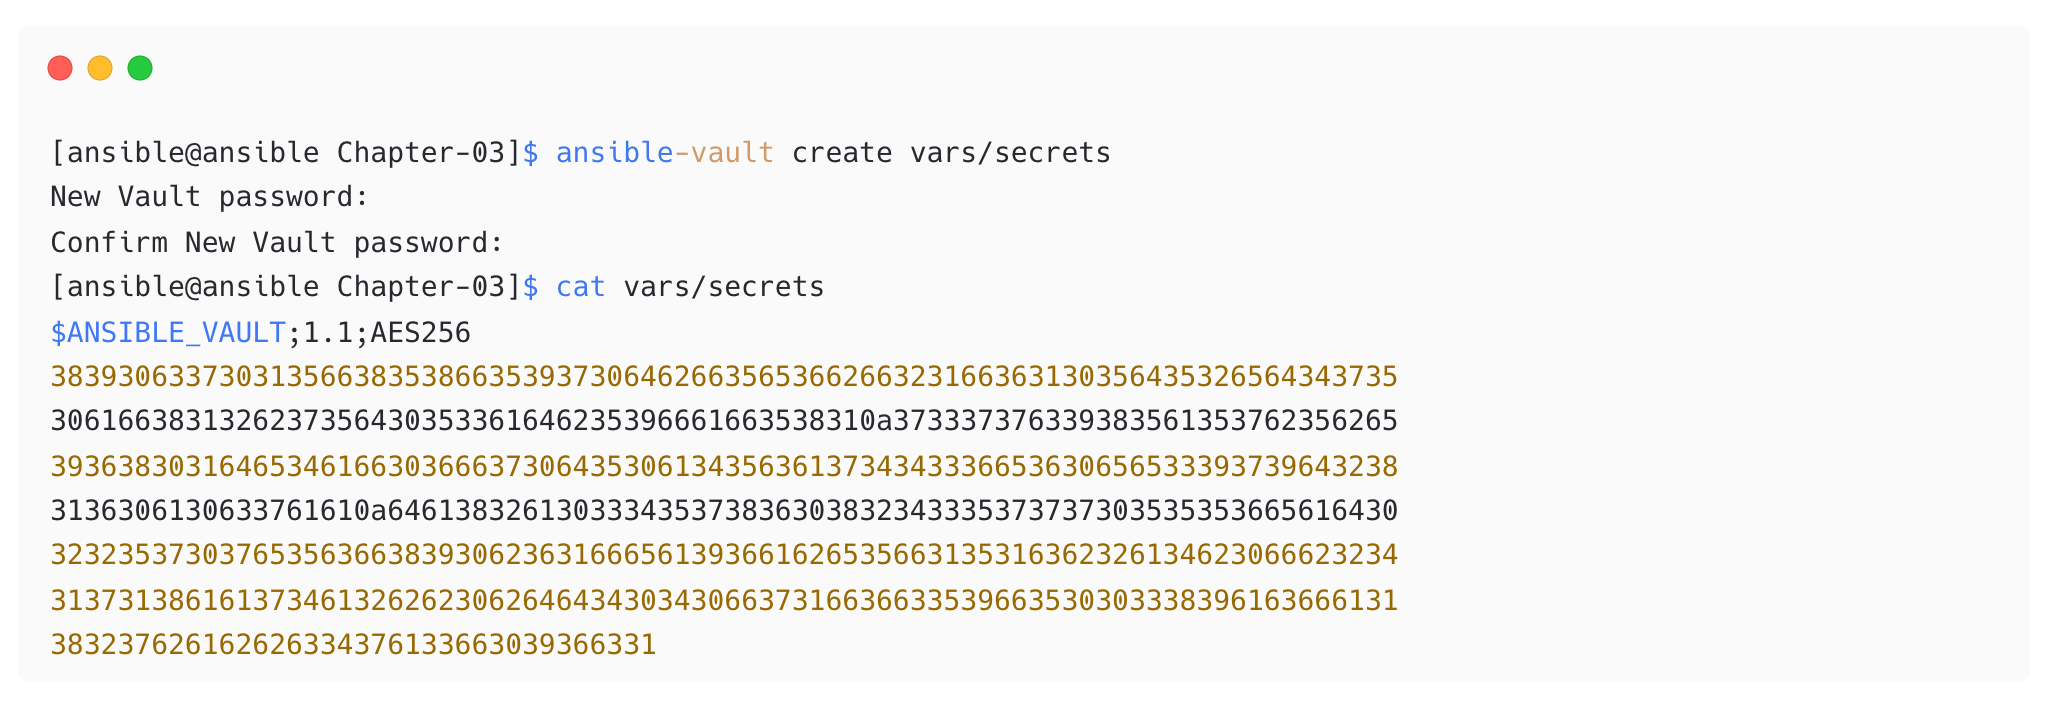 [ansible@ansible Chapter-03]$ ansible-vault create vars/secrets
New Vault password:
Confirm New Vault password:
[ansible@ansible Chapter-03]$ cat vars/secrets
$ANSIBLE_VAULT;1.1;AES256
38393063373031356638353866353937306462663565366266323166363130356435326564343735
3061663831326237356430353361646235396661663538310a373337376339383561353762356265
39363830316465346166303666373064353061343563613734343336653630656533393739643238
3136306130633761610a646138326130333435373836303832343335373737303535353665616430
32323537303765356366383930623631666561393661626535663135316362326134623066623234
31373138616137346132626230626464343034306637316636633539663530303338396163666131
383237626162626334376133663039366331